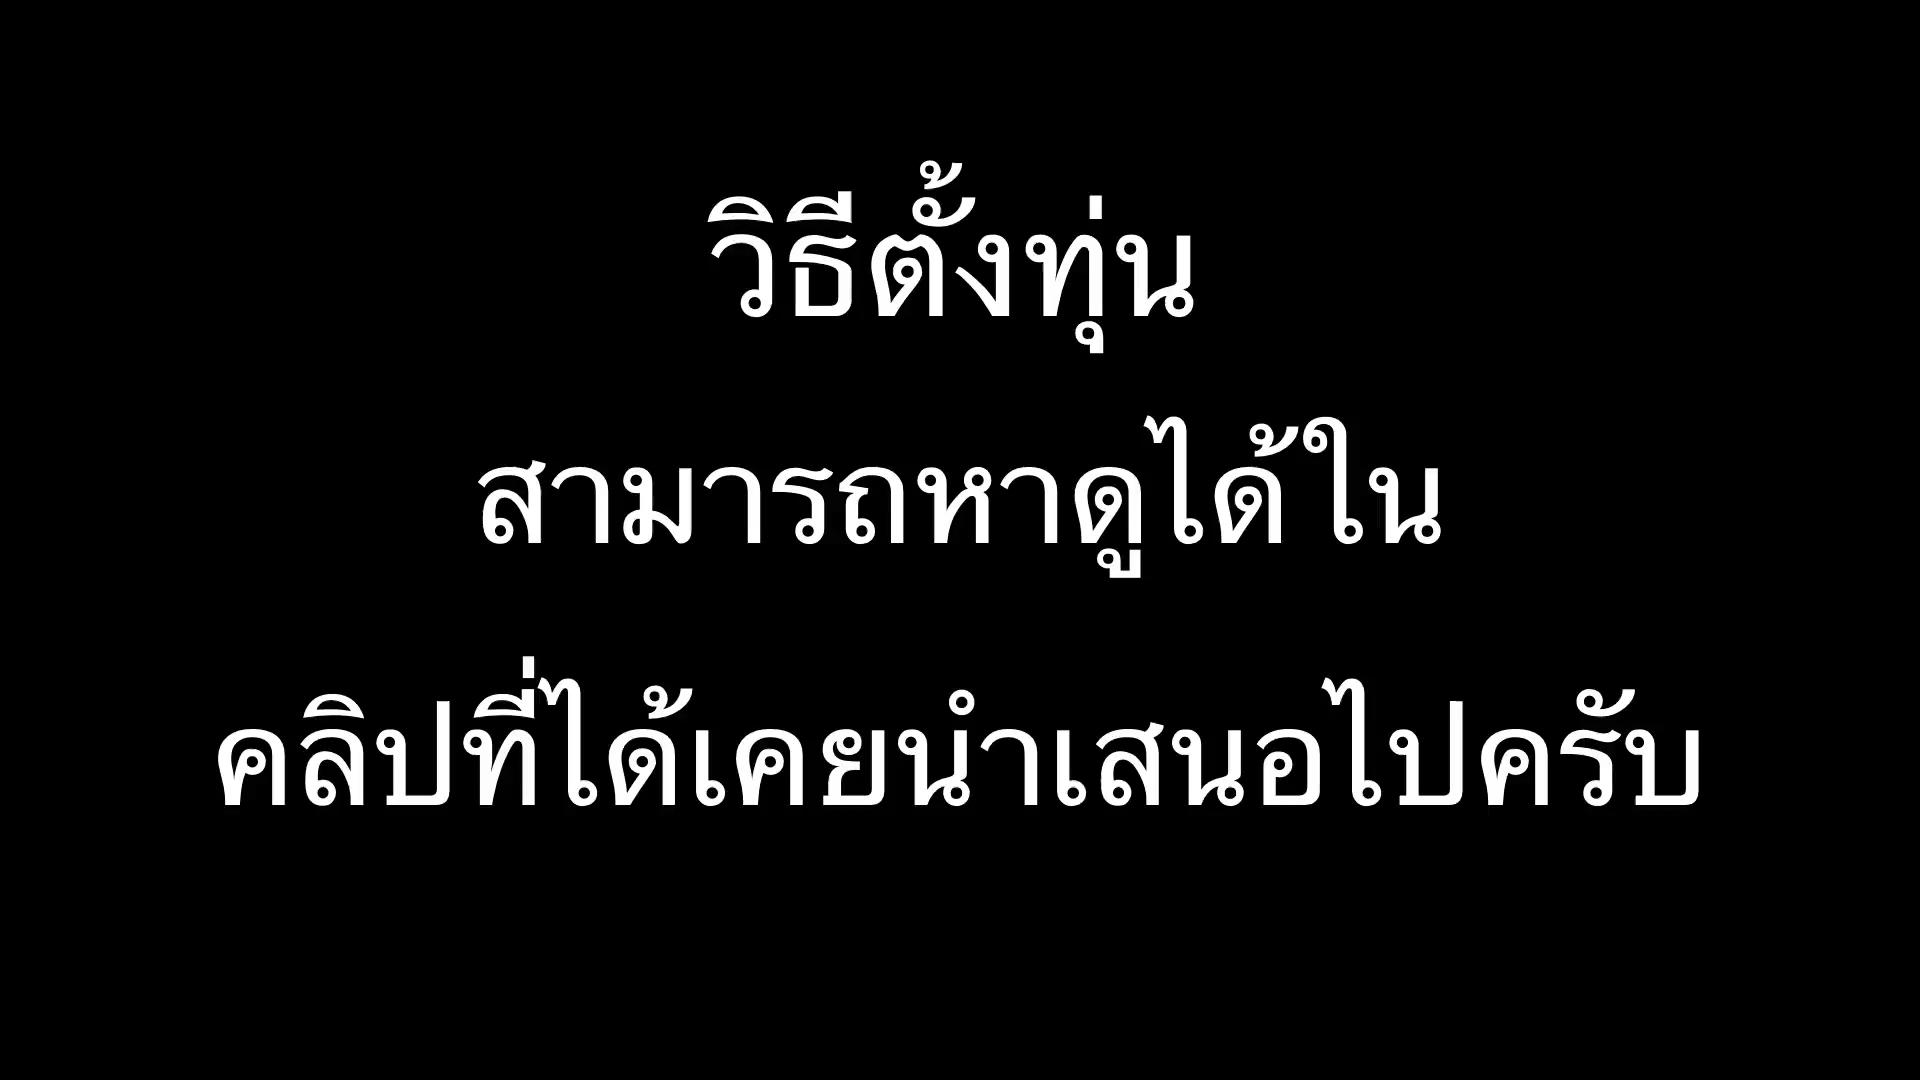 วิธีตั้งทุ่น
สามารถหาดูได้ใน
คลิปที่ได้เคยนำเสนอไปครับ